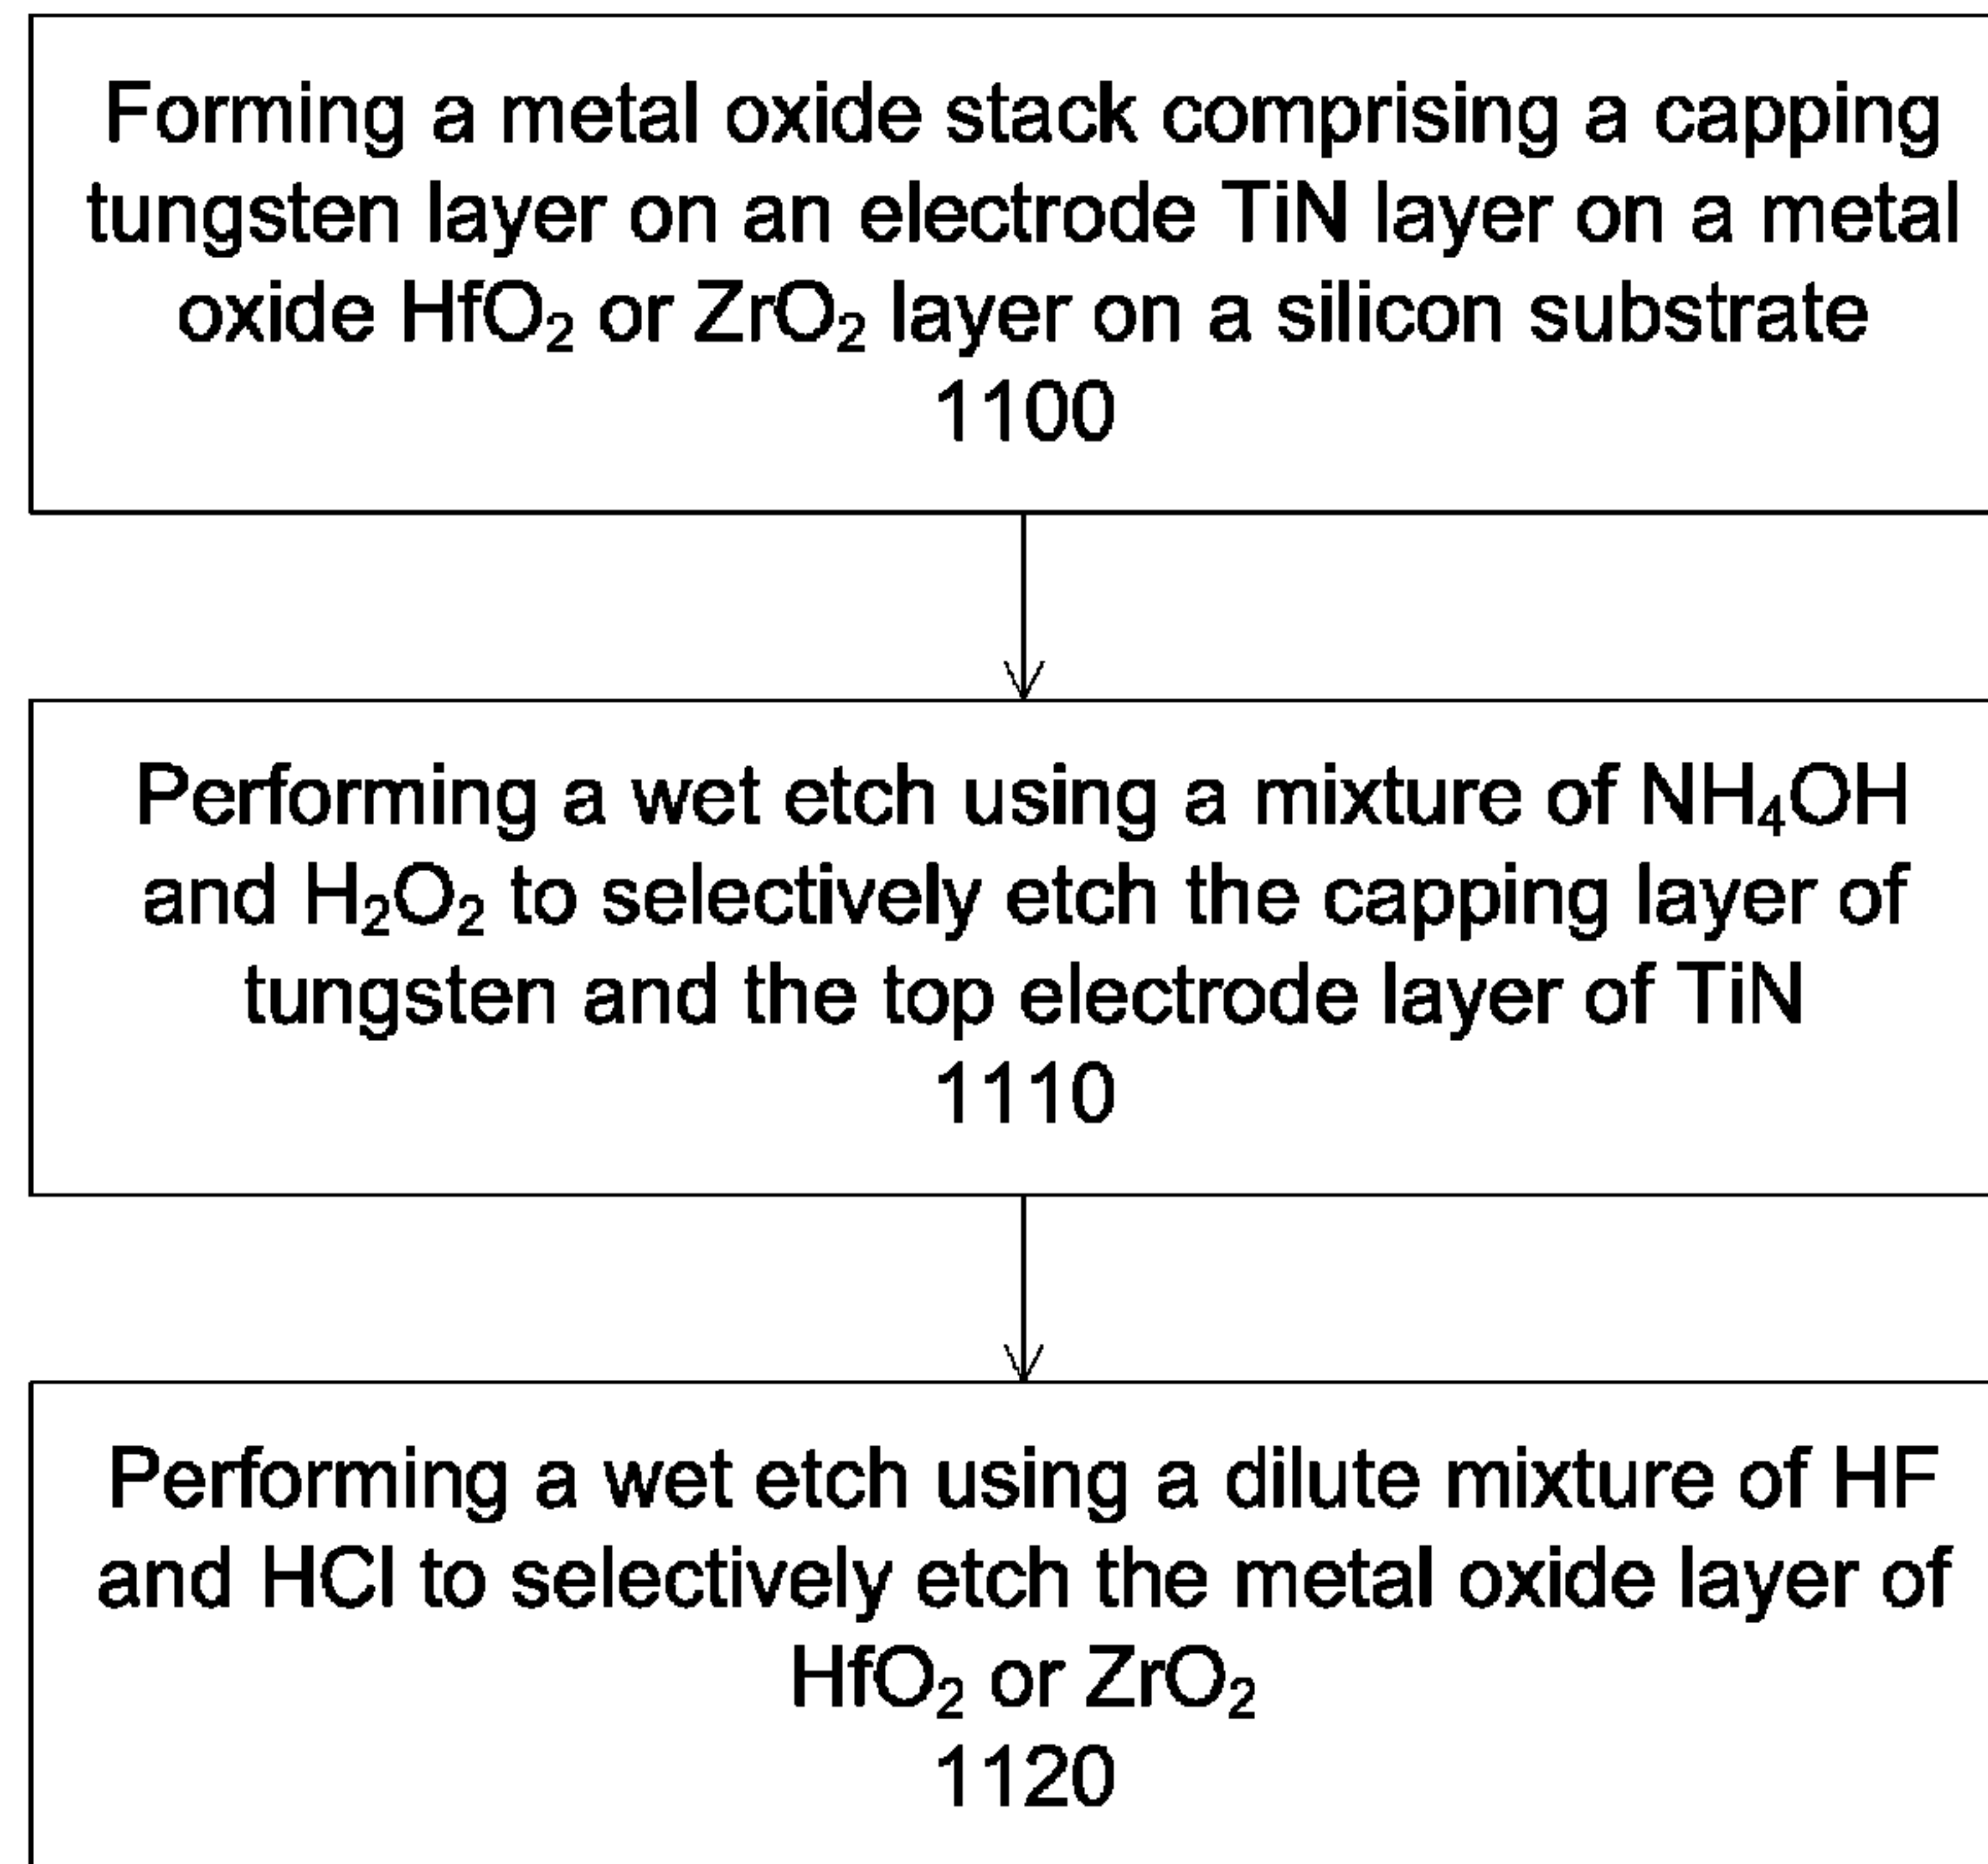 Forming a metal oxide stack comprising a capping
tungsten layer on an electrode TiN layer on a metal
oxide HfO₂ or ZrO₂ layer on a silicon substrate
1100
Performing a wet etch using a mixture of NH₄OH
and H₂O₂ to selectively etch the capping layer of
tungsten and the top electrode layer of TiN
1110
Performing a wet etch using a dilute mixture of HF
and HCl to selectively etch the metal oxide layer of
HfO₂ or ZrO₂
1120